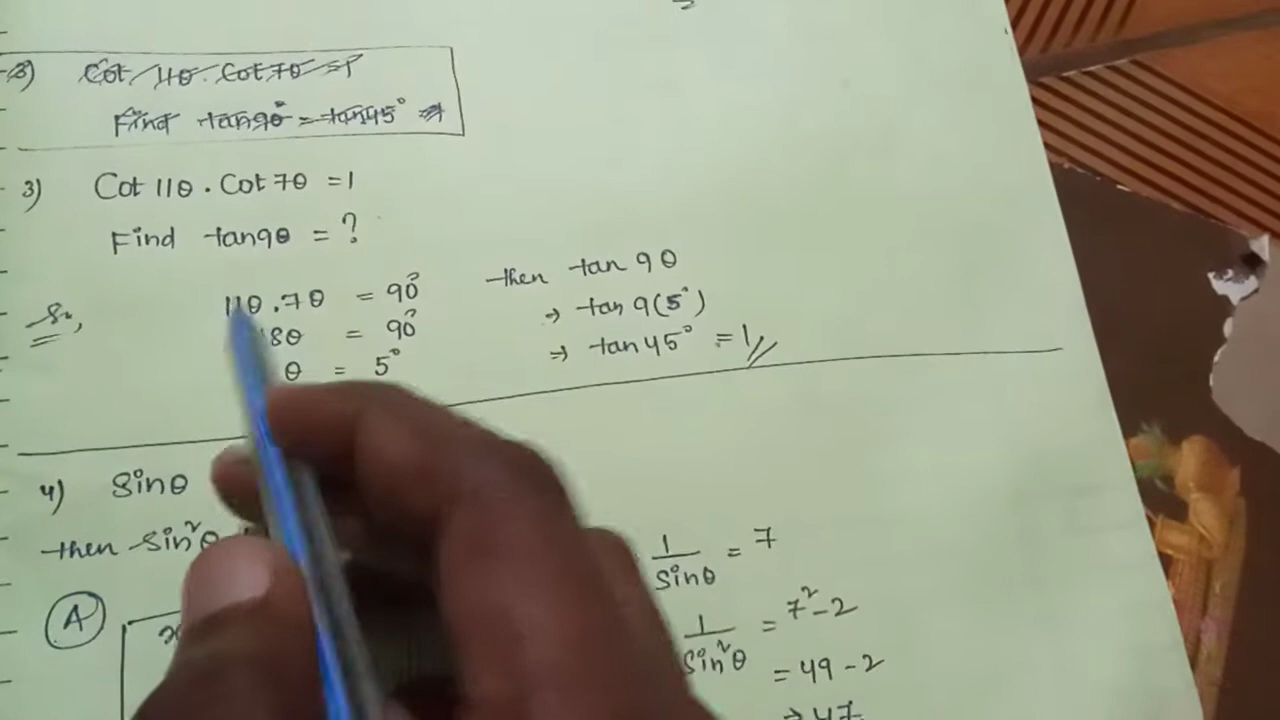 3) Cot 11θ . Cot 7θ = 1
Find tan9θ = ?
11θ . 7θ = 90°
18θ = 90°
θ = 5°
then tan 9θ
→ tan 9(5°)
⇒ tan 45° = 1
4) Sinθ
then Sin²θ
A
1/Sinθ = 7
1/Sin²θ = 7²-2
= 49-2
→ 47